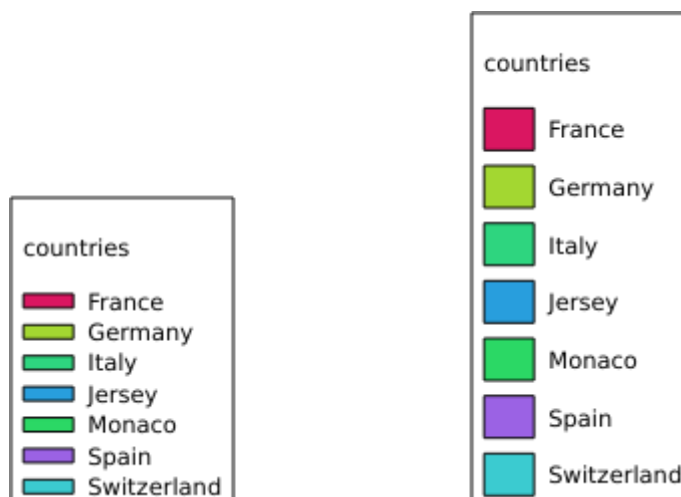 countries
France
Germany
Italy
Jersey
Monaco
Spain
Switzerland
countries
France
Germany
Italy
Jersey
Monaco
Spain
Switzerland